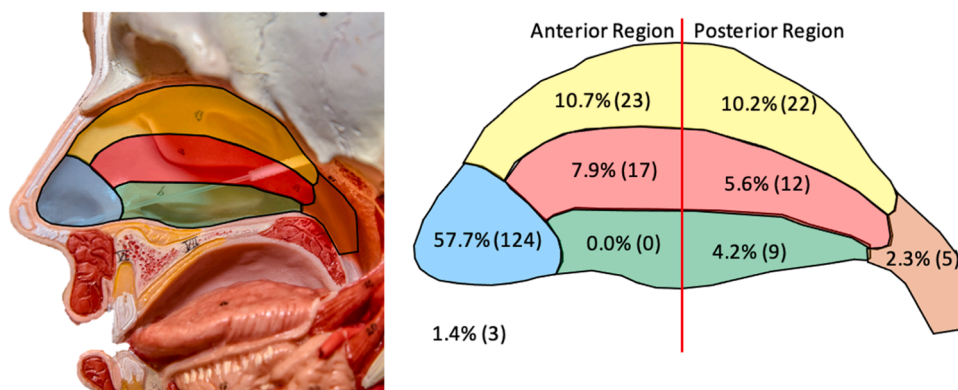 Anterior Region Posterior Region
10.7% (23) 10.2% (22)
7.9% (17) 5.6% (12)
57.7% (124) 0.0% (0) 4.2% (9) 2.3% (5)
1.4% (3)